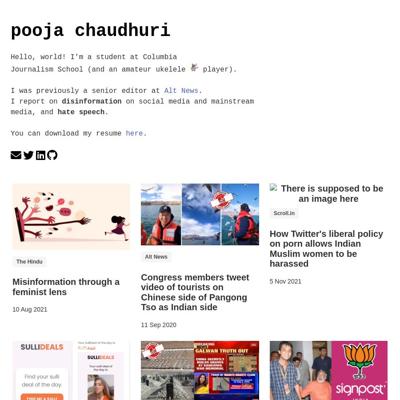 pooja chaudhuri
Hello, world! I'm a student at Columbia
Journalism School (and an amateur ukelele player).
I was previously a senior editor at Alt News.
I report on disinformation on social media and mainstream
media, and hate speech.
You can download my resume here.
The Hindu
Misinformation through a
feminist lens
10 Aug 2021
Alt News
Congress members tweet
video of tourists on
Chinese side of Pangong
Tso as Indian side
11 Sep 2020
There is supposed to be
an image here
Scroll.in
How Twitter's liberal policy
on porn allows Indian
Muslim women to be
harassed
5 Nov 2021
SULLIDEALS
Find your sulli
deal of the day
SULLIDEALS
GALWAN TRUTH OUT
signpost